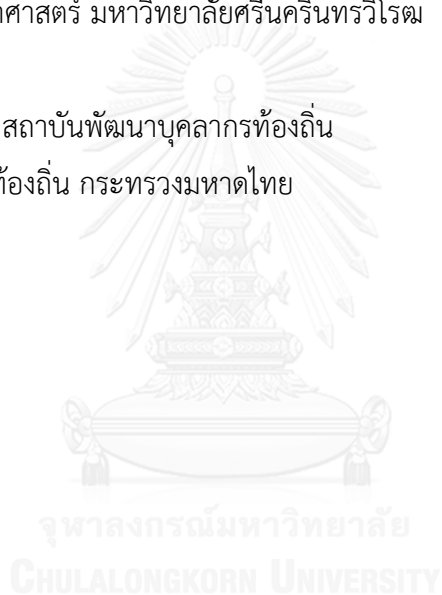 าศาสตร์ มหาวิทยาลัยศรีนครินทรวิโรฒ
สถาบันพัฒนาบุคลากรท้องถิ่น
ท้องถิ่น กระทรวงมหาดไทย
จุฬาลงกรณ์มหาวิทยาลัย
CHULALONGKORN UNIVERSITY